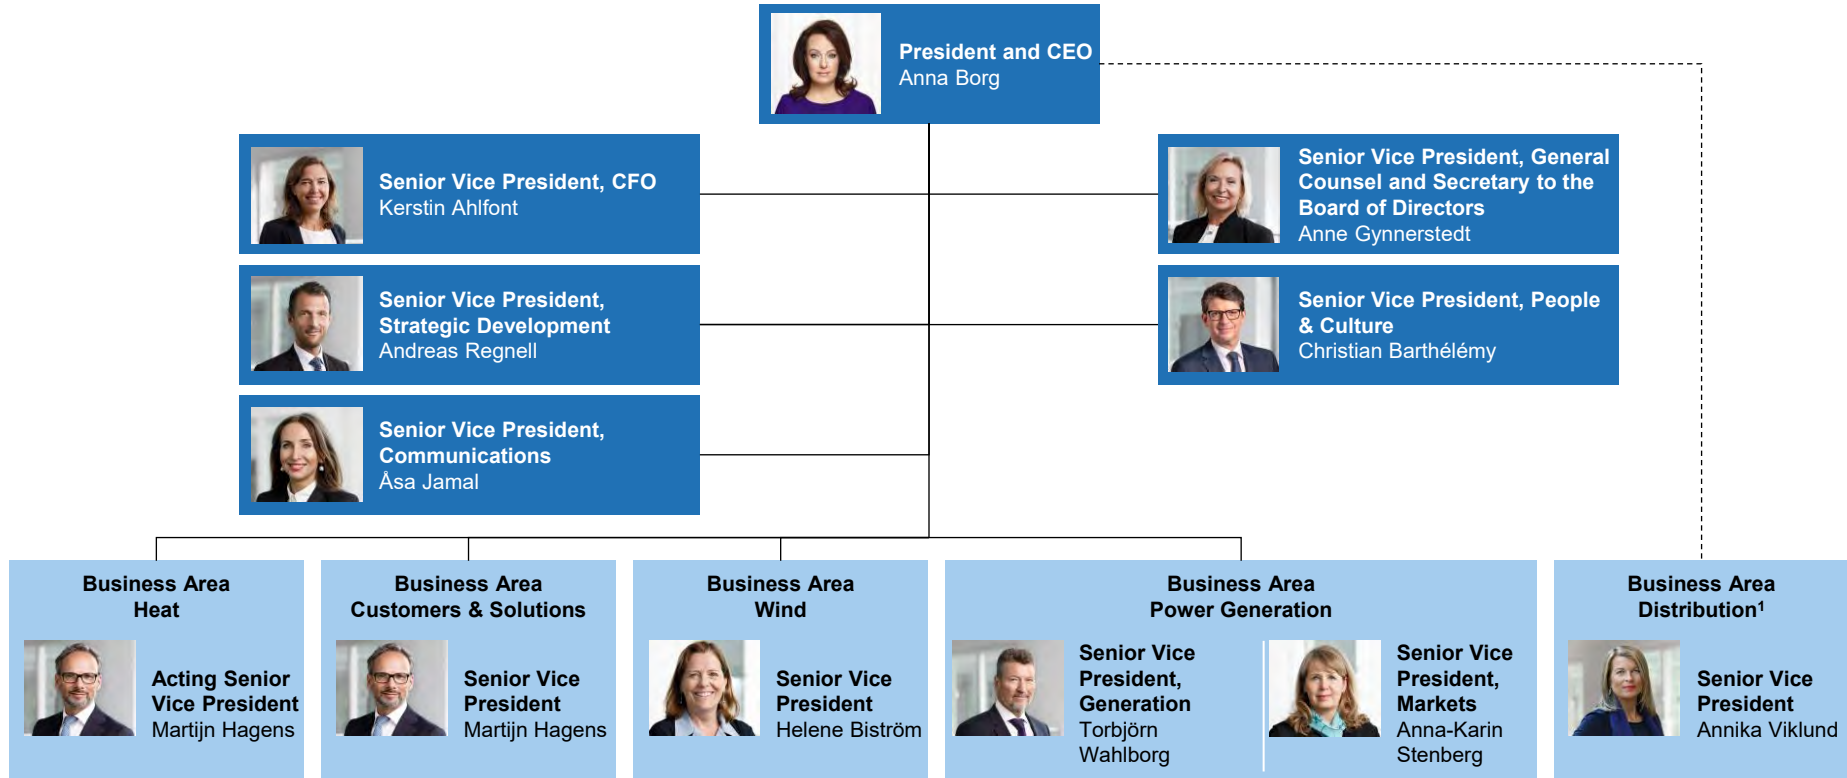 President and CEO
Anna Borg
Senior Vice President, CFO
Kerstin Ahlfont
Senior Vice President, General
Counsel and Secretary to the
Board of Directors
Anne Gynnerstedt
Senior Vice President,
Strategic Development
Andreas Regnell
Senior Vice President, People
& Culture
Christian Barthélémy
Senior Vice President,
Communications
Åsa Jamal
Business Area
Heat
Acting Senior
Vice President
Martijn Hagens
Business Area
Customers & Solutions
Senior Vice
President
Martijn Hagens
Business Area
Wind
Senior Vice
President
Helene Biström
Business Area
Power Generation
Senior Vice
President,
Generation
Torbjörn
Wahlborg
Senior Vice
President,
Markets
Anna-Karin
Stenberg
Business Area
Distribution¹
Senior Vice
President
Annika Viklund